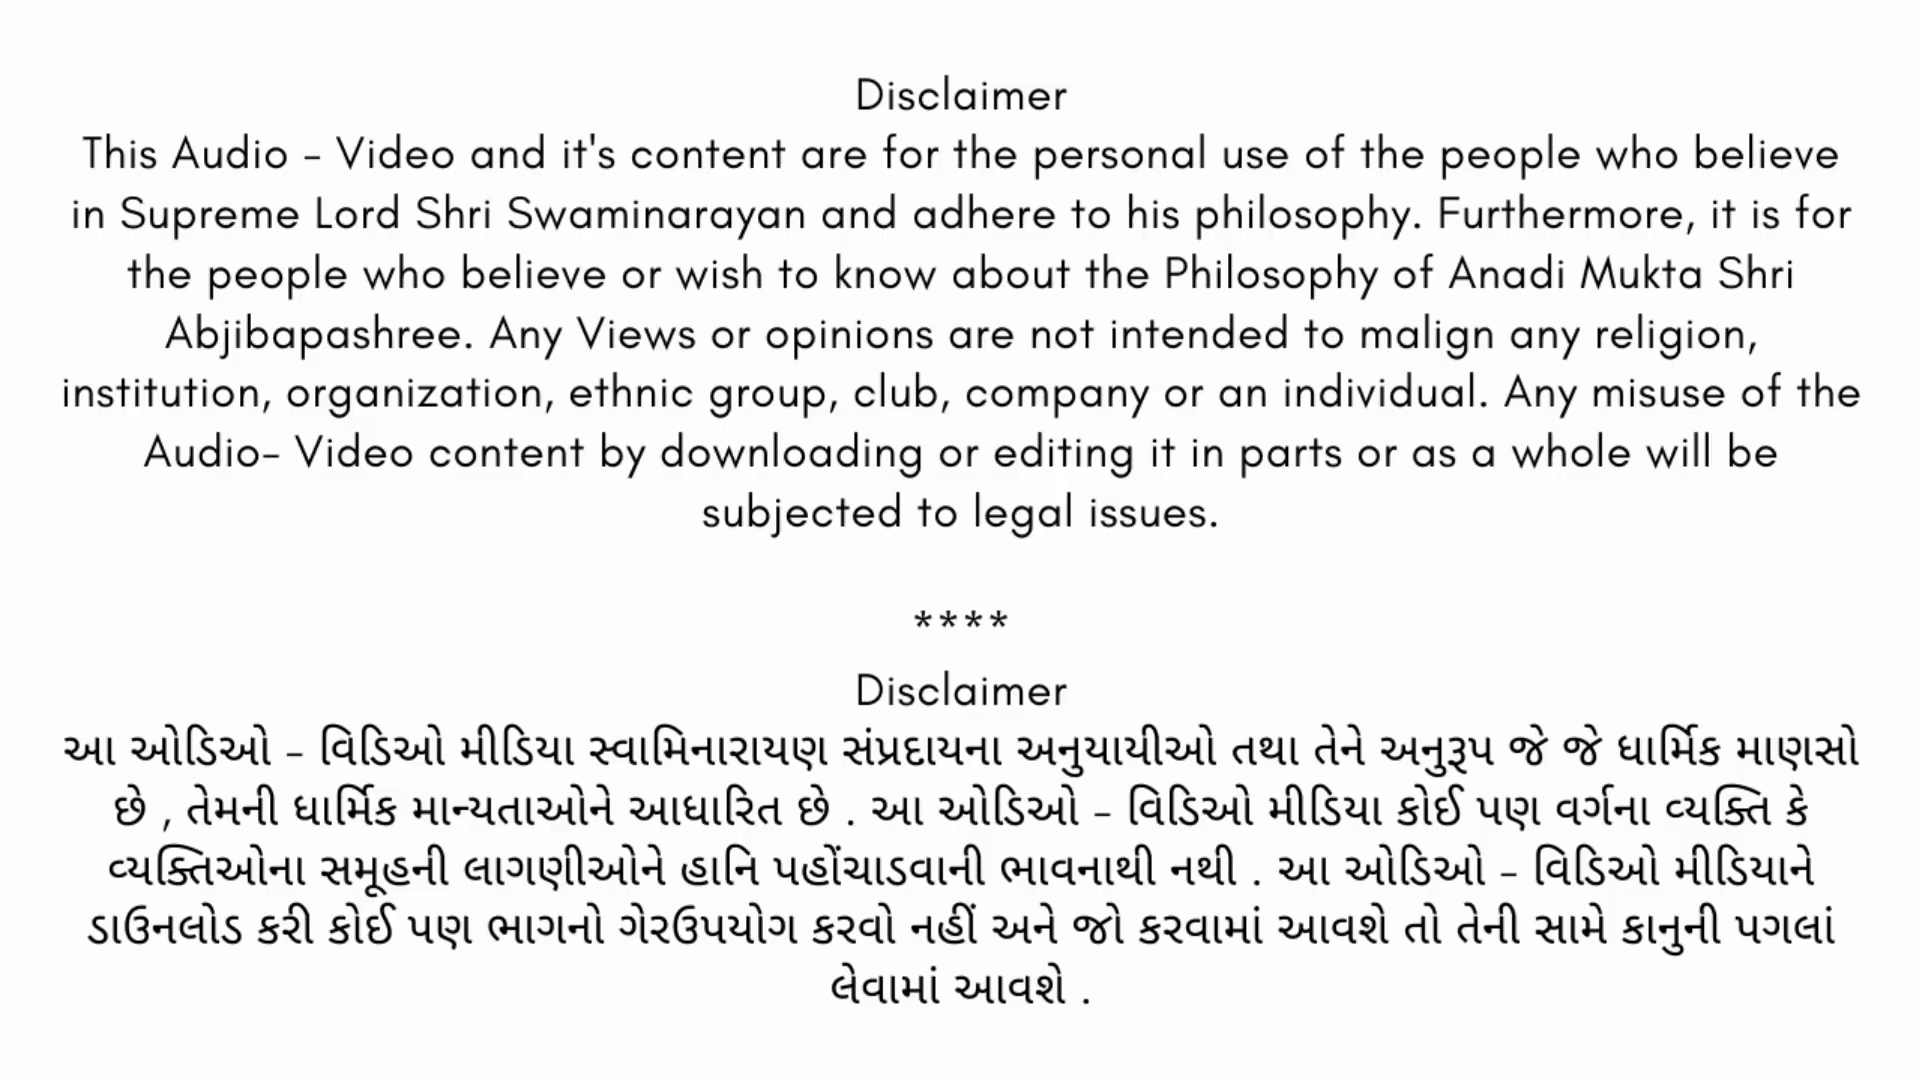 Disclaimer
This Audio - Video and it's content are for the personal use of the people who believe
in Supreme Lord Shri Swaminarayan and adhere to his philosophy. Furthermore, it is for
the people who believe or wish to know about the Philosophy of Anadi Mukta Shri
Abjibapashree. Any Views or opinions are not intended to malign any religion,
institution, organization, ethnic group, club, company or an individual. Any misuse of the
Audio- Video content by downloading or editing it in parts or as a whole will be
subjected to legal issues.
****
Disclaimer
આ ઓડિઓ - વિડિઓ મીડિયા સ્વામિનારાયણ સંપ્રદાયના અનુયાયીઓ તથા તેને અનુરૂપ જે જે ધાર્મિક માણસો
છે , તેમની ધાર્મિક માન્યતાઓને આધારિત છે . આ ઓડિઓ - વિડિઓ મીડિયા કોઈ પણ વર્ગના વ્યક્તિ કે
વ્યક્તિઓના સમૂહની લાગણીઓને હાનિ પહોંચાડવાની ભાવનાથી નથી . આ ઓડિઓ - વિડિઓ મીડિયાને
ડાઉનલોડ કરી કોઈ પણ ભાગનો ગેરઉપયોગ કરવો નહીં અને જો કરવામાં આવશે તો તેની સામે કાનુની પગલાં
લેવામાં આવશે .